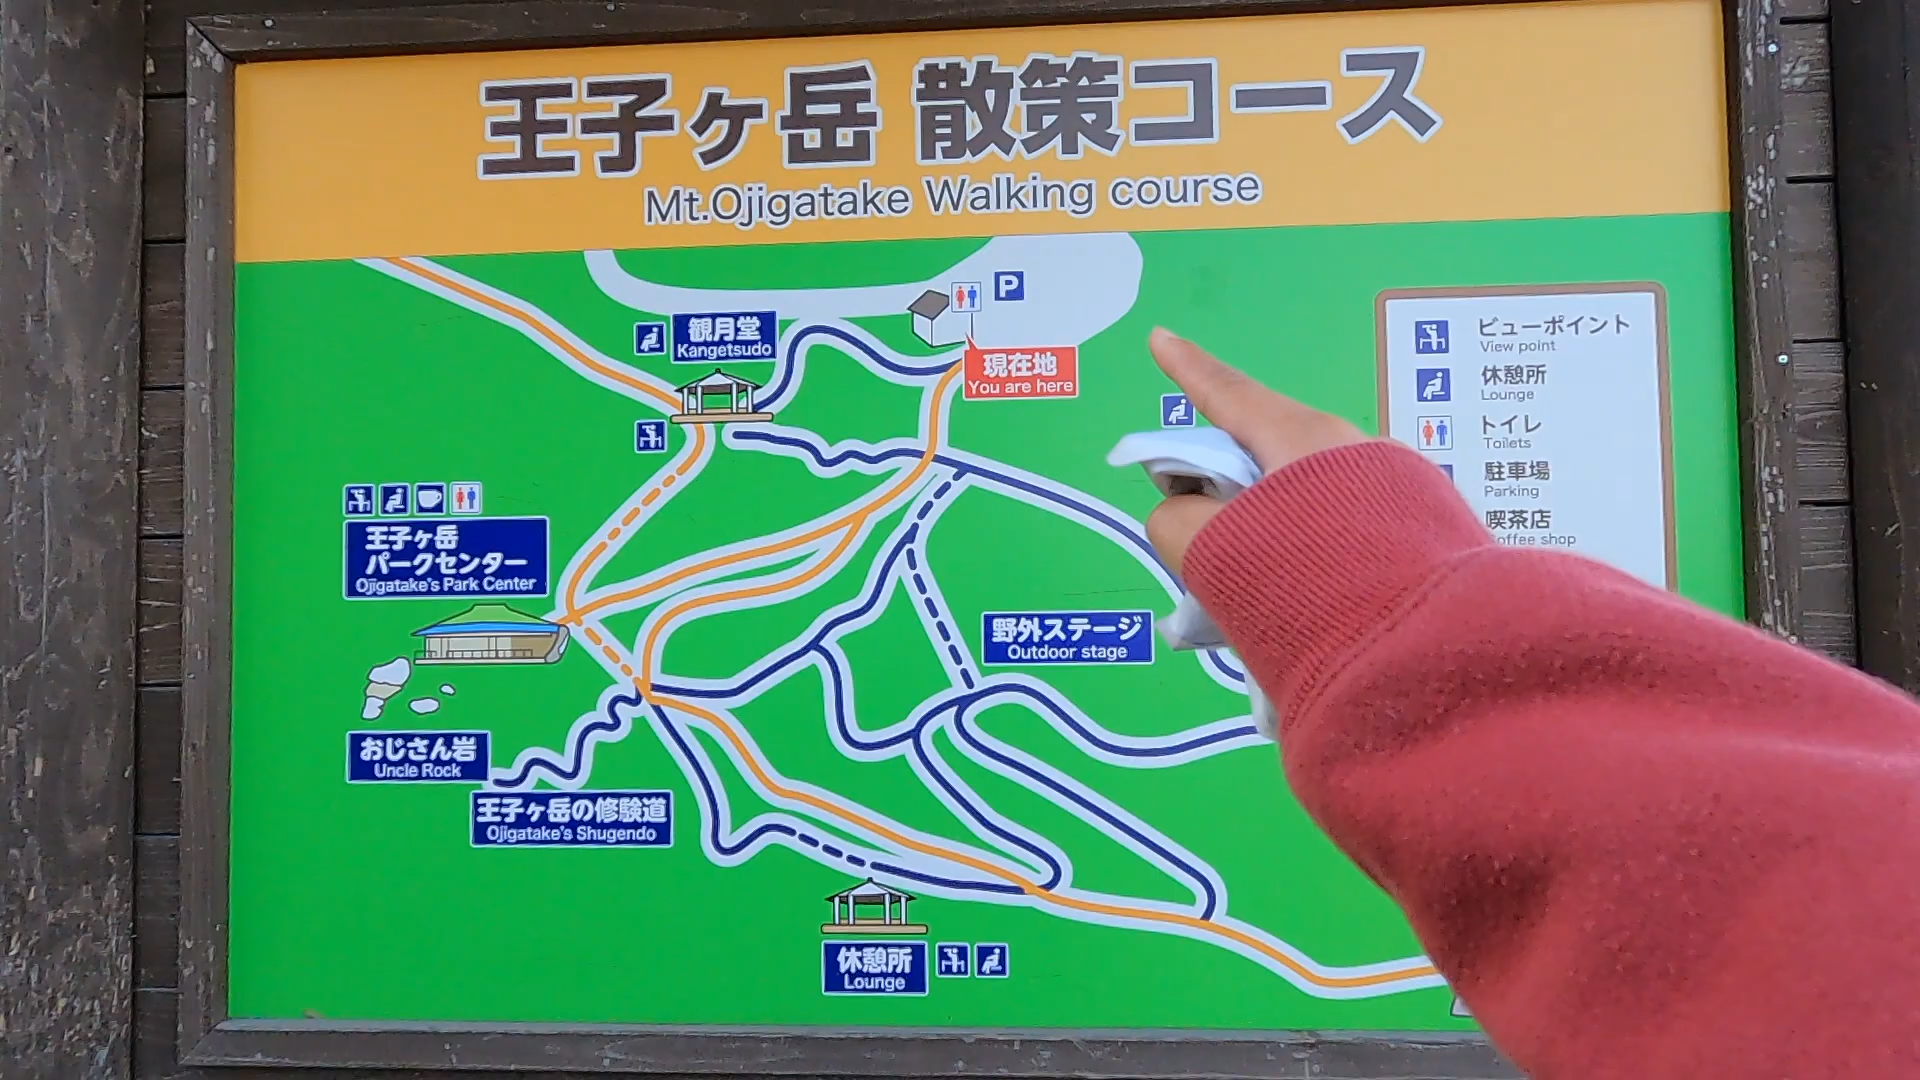 王子ヶ岳 散策コース
Mt.Ojigatake Walking course
P
観月堂
Kangetsudo
現在地
You are here
王子ヶ岳
パークセンター
Ojigatake's Park Center
野外ステージ
Outdoor stage
おじさん岩
Uncle Rock
王子ヶ岳の修験道
Ojigatake's Shugendo
休憩所
Lounge
ビューポイント
View point
休憩所
Lounge
トイレ
Toilets
駐車場
Parking
喫茶店
Coffee shop